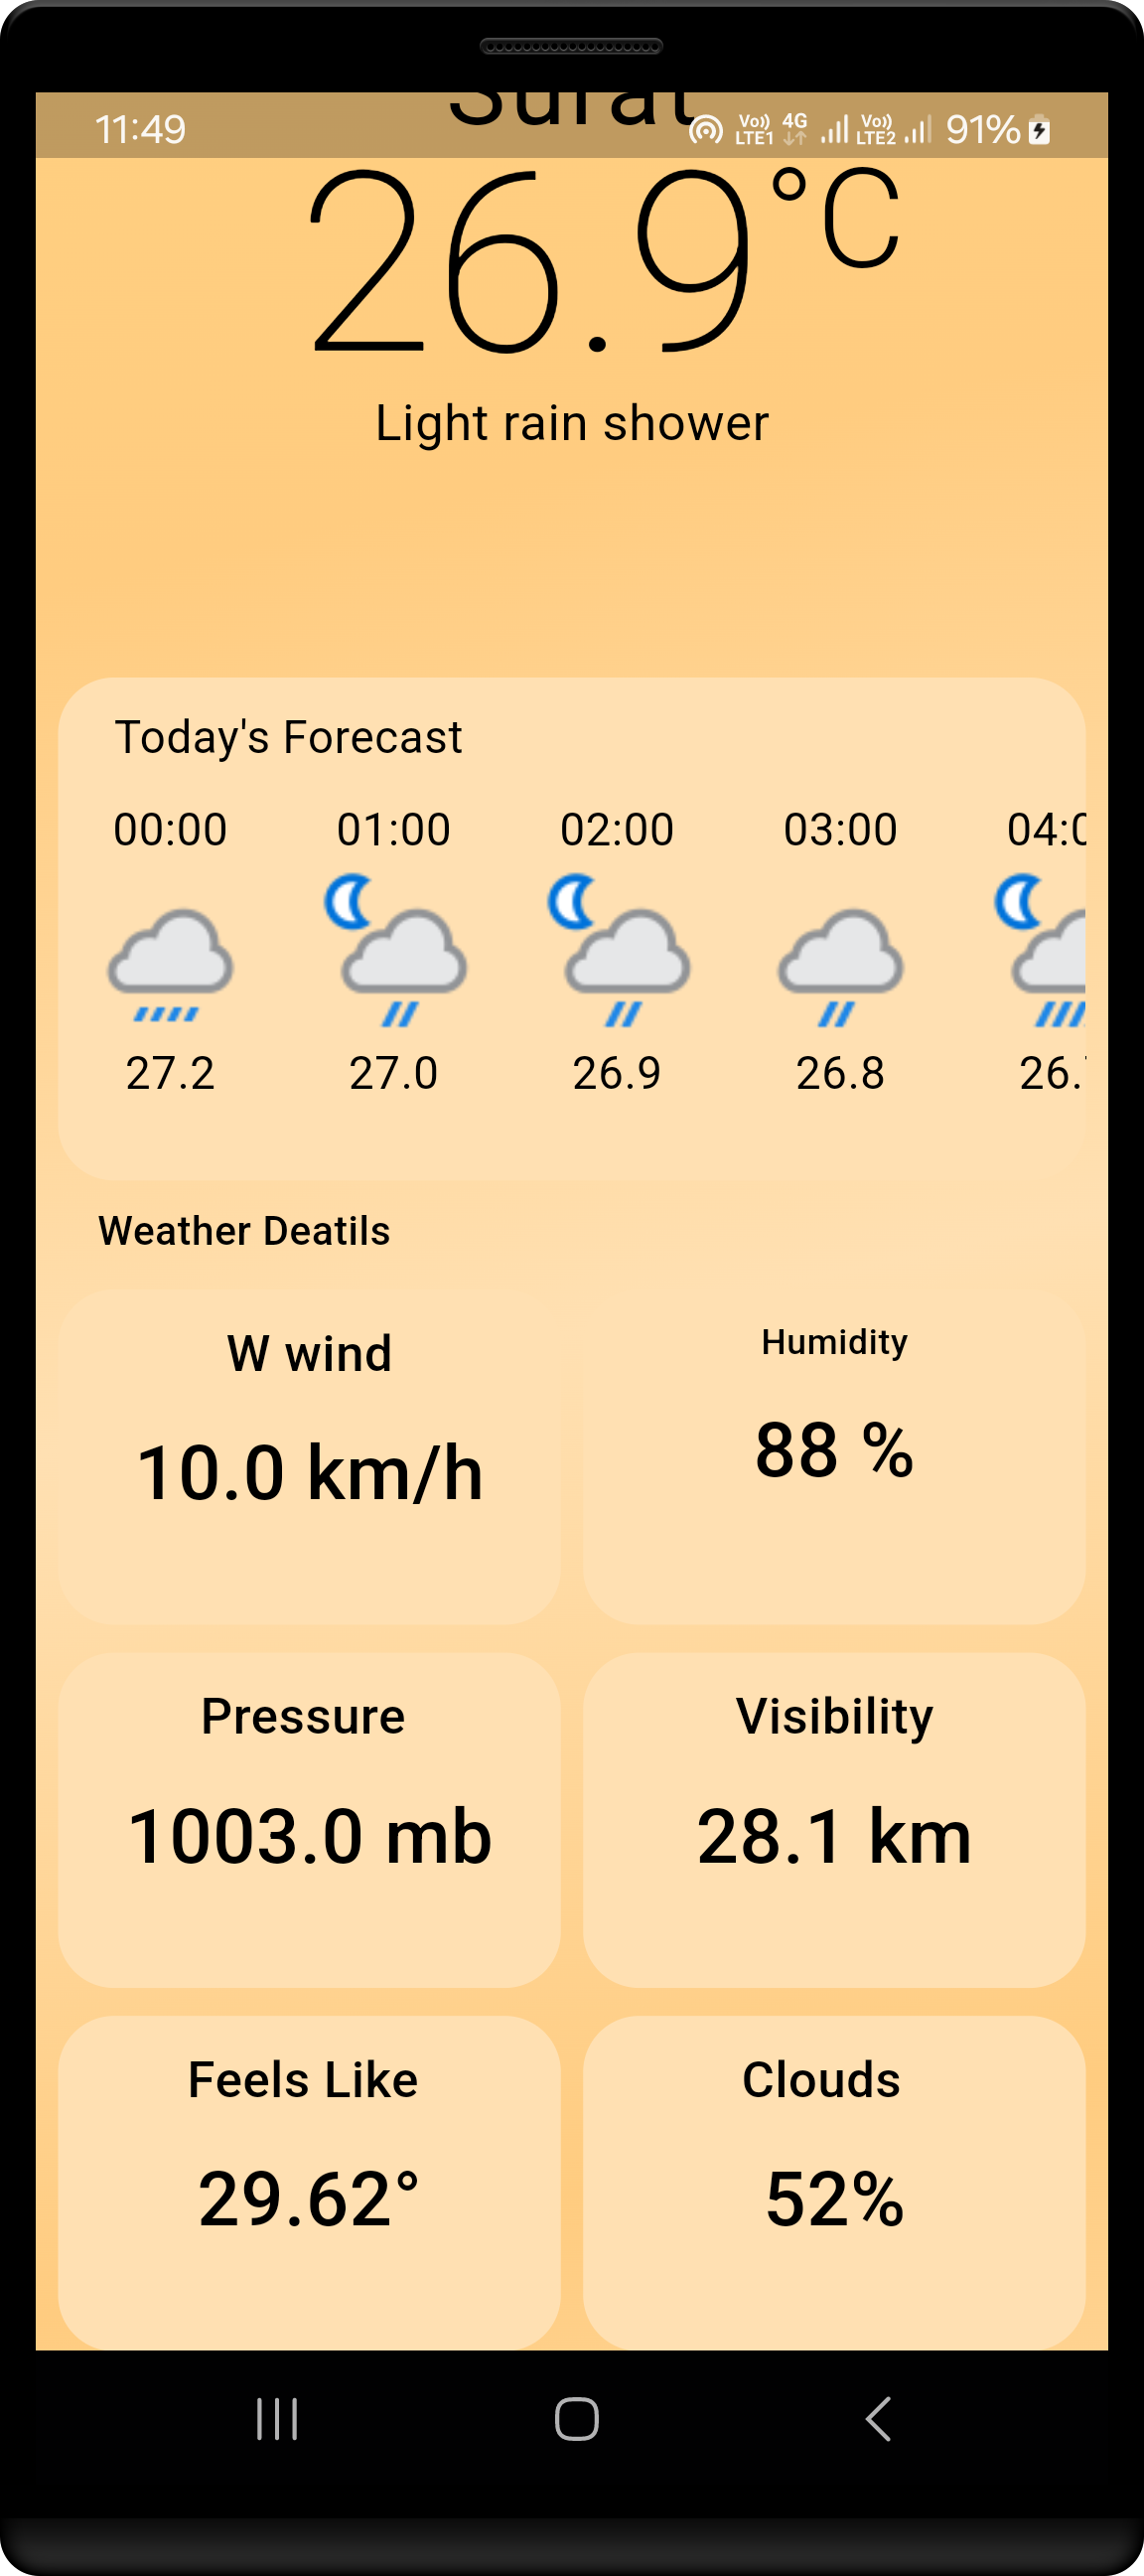 Surat
11:49 Vo)) LTE1 4G Vo)) LTE2 91%
26.9°C
Light rain shower
Today's Forecast
00:00 01:00 02:00 03:00 04:0
27.2 27.0 26.9 26.8 26.
Weather Deatils
W wind Humidity
10.0 km/h 88 %
Pressure Visibility
1003.0 mb 28.1 km
Feels Like Clouds
29.62° 52%